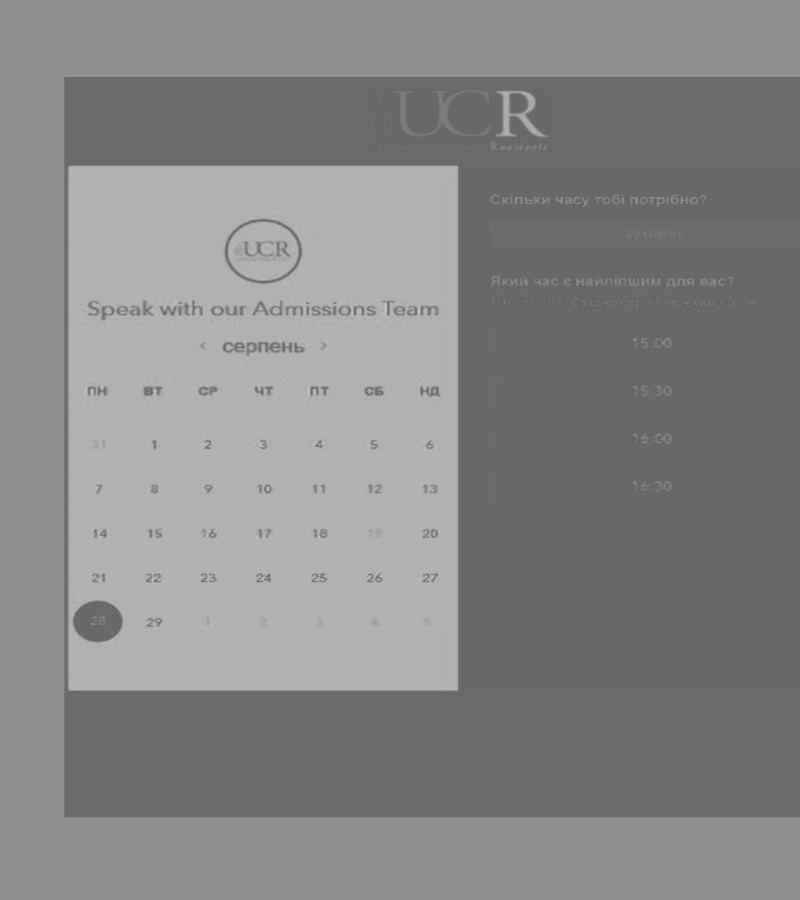 UCR
University College Roosevelt
UCR
Speak with our Admissions Team
< серпень >
ПН ВТ СР ЧТ ПТ СБ НД
31 1 2 3 4 5 6
7 8 9 10 11 12 13
14 15 16 17 18 19 20
21 22 23 24 25 26 27
28 29 1 2 3 4 5
Скільки часу тобі потрібно?
Який час є найліпшим для вас?
15:00
15:30
16:00
16:30